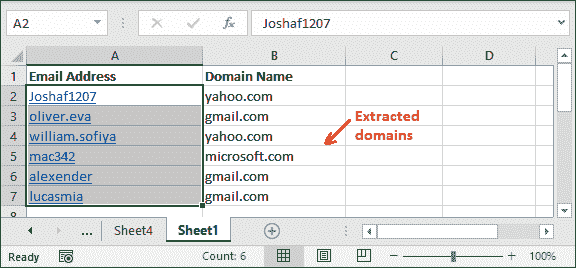 A2 Joshaf1207
A B C D
1 Email Address Domain Name
2 Joshaf1207 yahoo.com
3 oliver.eva gmail.com
4 william.sofiya yahoo.com
5 mac342 microsoft.com
6 alexender gmail.com
7 lucasmia gmail.com
Extracted
domains
... Sheet4 Sheet1
Ready Count: 6 100%